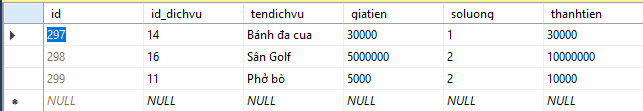 id id_dichvu tendichvu giatien soluong thanhtien
297 14 Bánh đa cua 30000 1 30000
298 16 Sân Golf 5000000 2 10000000
299 11 Phở bò 5000 2 10000
NULL NULL NULL NULL NULL NULL